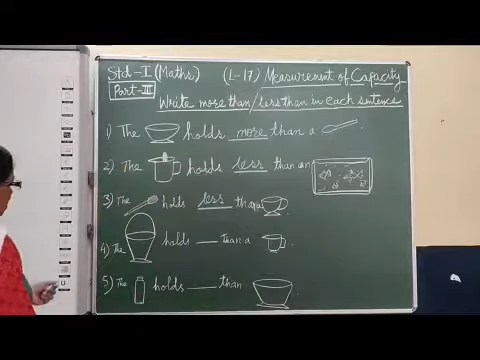 Std-I (Maths) (L-17) Measurement of Capacity
Part-III
Write more than/less than in each sentence
1) The holds more than a
2) The holds less than an
3) The holds less than a
4) The holds ___ than a
5) The holds ___ than